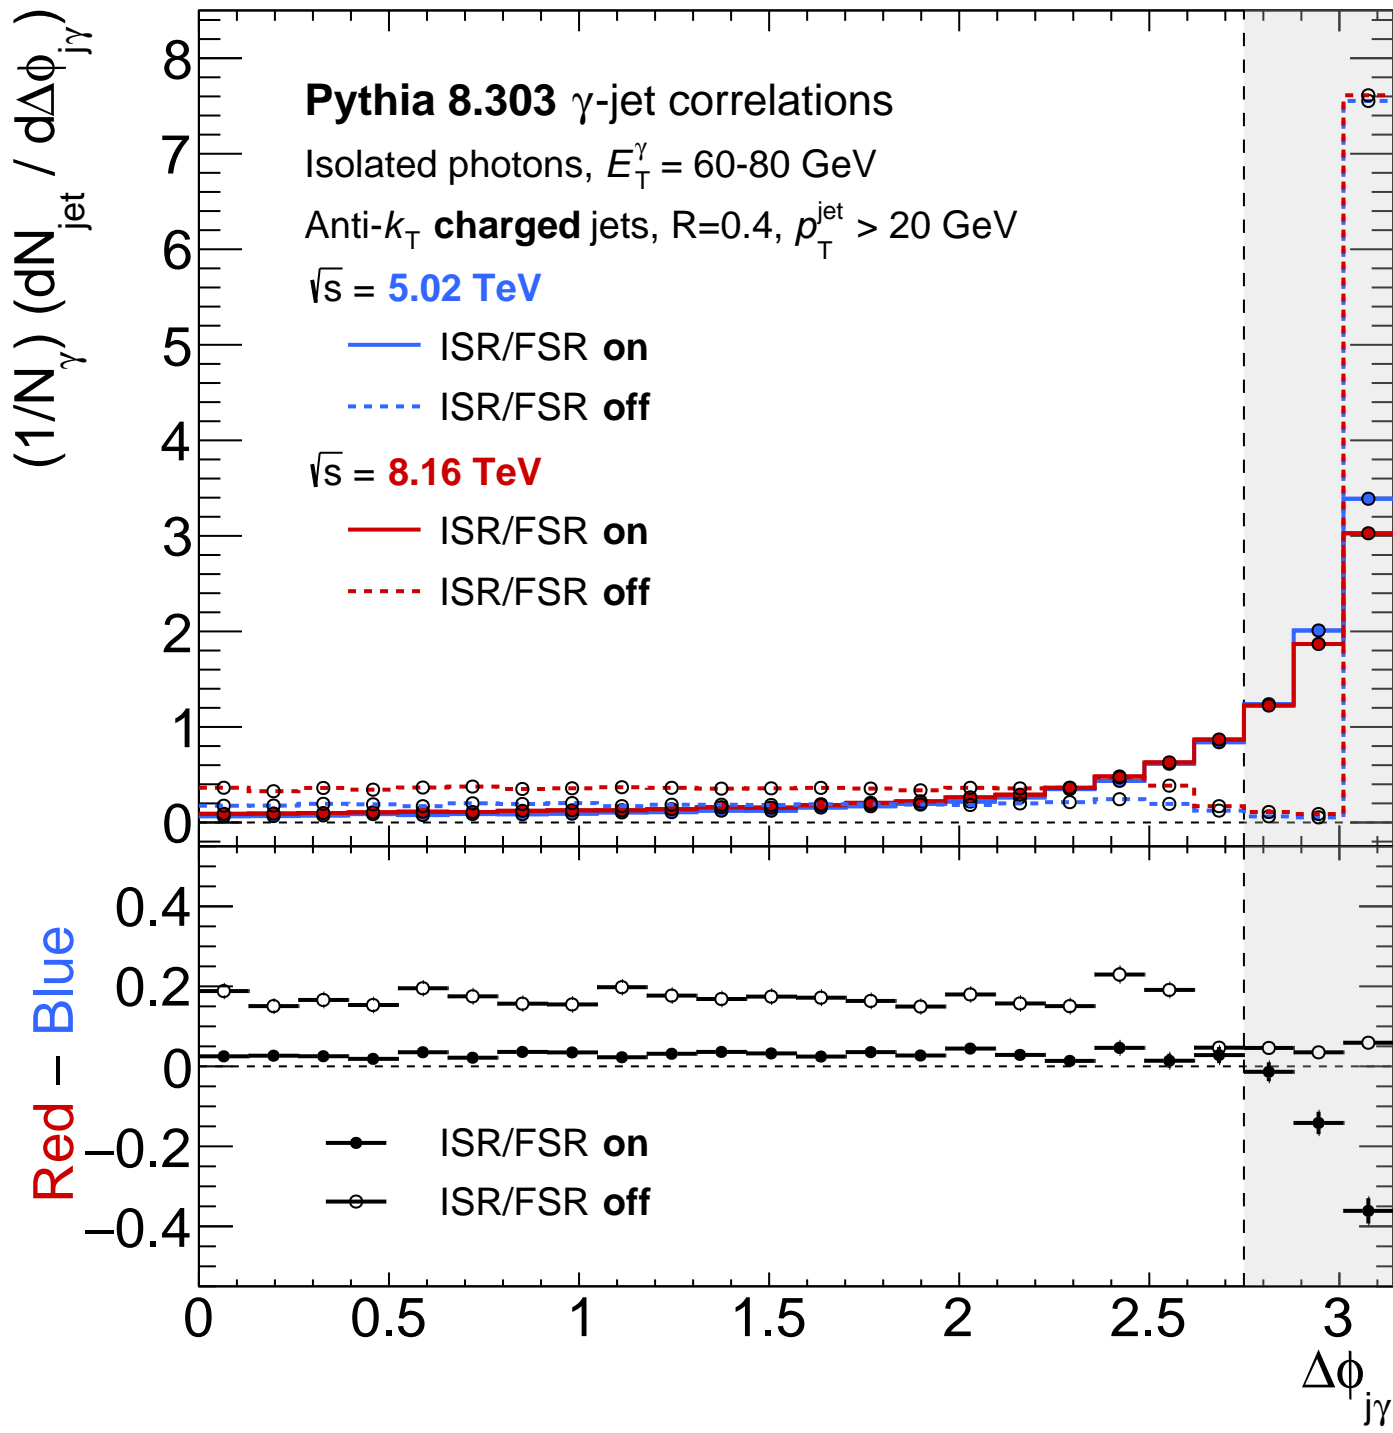 (1/N_γ) (dN_jet / dΔϕ_jγ)
8
7
6
5
4
3
2
1
0
Pythia 8.303 γ-jet correlations
Isolated photons, E_T^γ = 60-80 GeV
Anti-k_T charged jets, R=0.4, p_T^jet > 20 GeV
√s = 5.02 TeV
ISR/FSR on
ISR/FSR off
√s = 8.16 TeV
ISR/FSR on
ISR/FSR off
Red – Blue
0.4
0.2
0
−0.2
−0.4
ISR/FSR on
ISR/FSR off
0 0.5 1 1.5 2 2.5 3
Δϕ_jγ